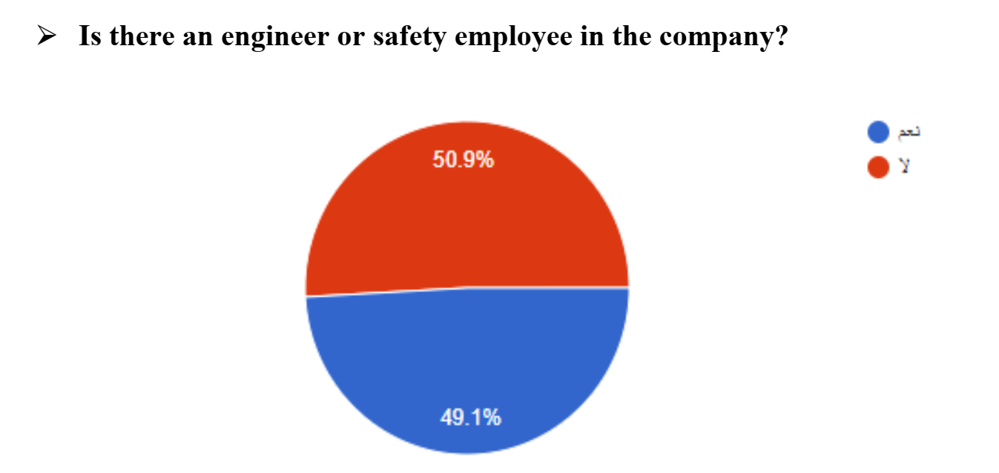 ➢ Is there an engineer or safety employee in the company?
نعم
لا
50.9%
49.1%